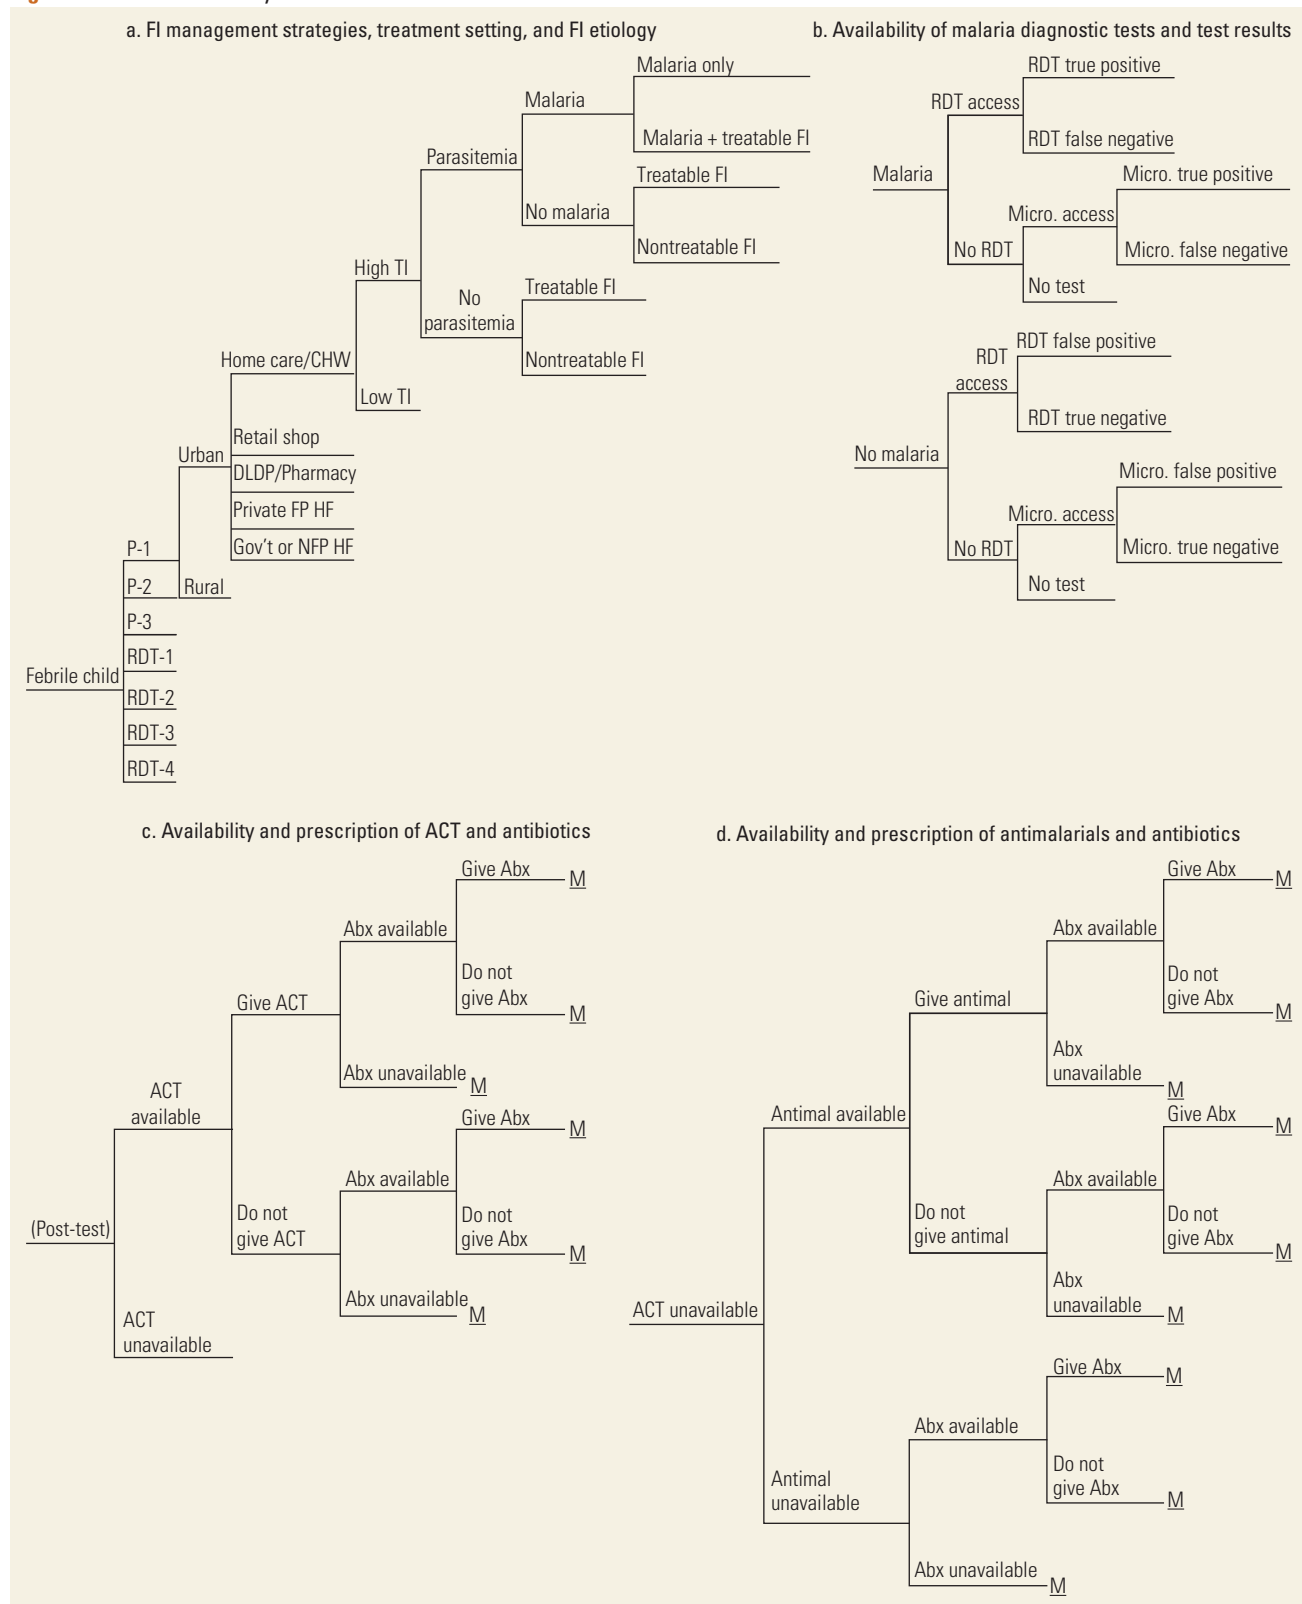 a. FI management strategies, treatment setting, and FI etiology
Malaria only
Malaria
Malaria + treatable FI
Parasitemia
Treatable FI
No malaria
Nontreatable FI
High TI
No
parasitemia
Treatable FI
Nontreatable FI
Home care/CHW
Low TI
Urban
Retail shop
DLDP/Pharmacy
Private FP HF
Gov't or NFP HF
P-1
P-2
Rural
P-3
RDT-1
Febrile child
RDT-2
RDT-3
RDT-4
b. Availability of malaria diagnostic tests and test results
RDT true positive
RDT access
RDT false negative
Malaria
Micro. true positive
Micro. access
Micro. false negative
No RDT
No test
RDT false positive
RDT
access
RDT true negative
No malaria
Micro. false positive
Micro. access
Micro. true negative
No RDT
No test
c. Availability and prescription of ACT and antibiotics
Give Abx M
Abx available
Do not
give Abx M
Give ACT
Abx unavailable M
ACT
available
Give Abx M
Abx available
Do not
give Abx M
Do not
give ACT
Abx unavailable M
(Post-test)
ACT
unavailable
d. Availability and prescription of antimalarials and antibiotics
Give Abx M
Abx available
Do not
give Abx M
Give antimal
Abx
unavailable M
Antimal available
Give Abx M
Abx available
Do not
give Abx M
Do not
give antimal
Abx
unavailable M
ACT unavailable
Give Abx M
Abx available
Do not
give Abx M
Antimal
unavailable
Abx unavailable M